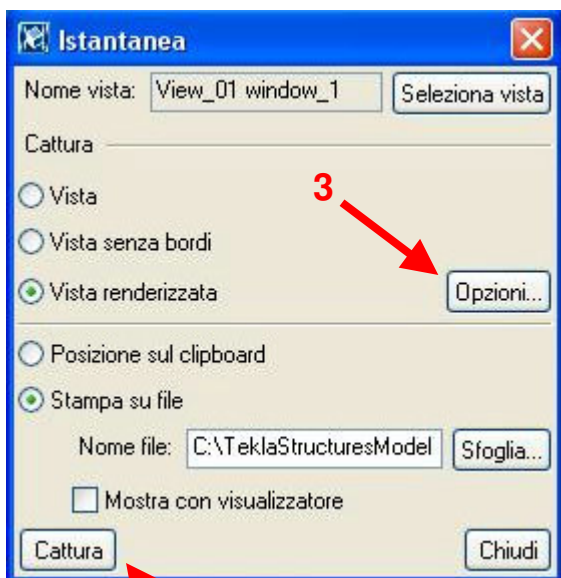 Istantanea
Nome vista: View_01 window_1 Seleziona vista
Cattura
Vista
3
Vista senza bordi
Vista renderizzata Opzioni...
Posizione sul clipboard
Stampa su file
Nome file: C:\TeklaStructuresModel Sfoglia...
Mostra con visualizzatore
Cattura Chiudi